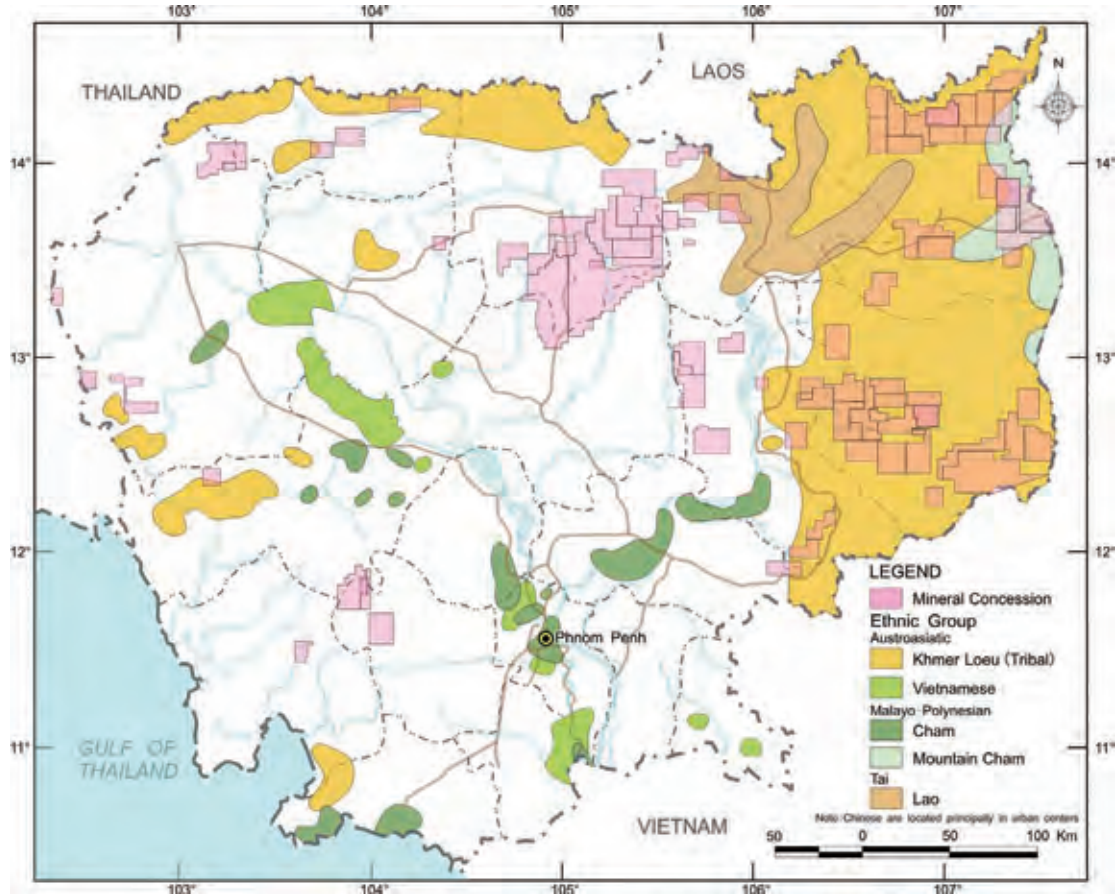 103° 104° 105° 106° 107°
THAILAND
LAOS
N
14° 14°
13° 13°
12° 12°
11° 11°
Phnom Penh
GULF OF
THAILAND
VIETNAM
LEGEND
Mineral Concession
Ethnic Group
Austroasiatic
Khmer Loeu (Tribal)
Vietnamese
Malayo-Polynesian
Cham
Mountain Cham
Tai
Lao
Note:Chinese are located principally in urban centers
50 0 50 100 Km
103° 104° 105° 106° 107°